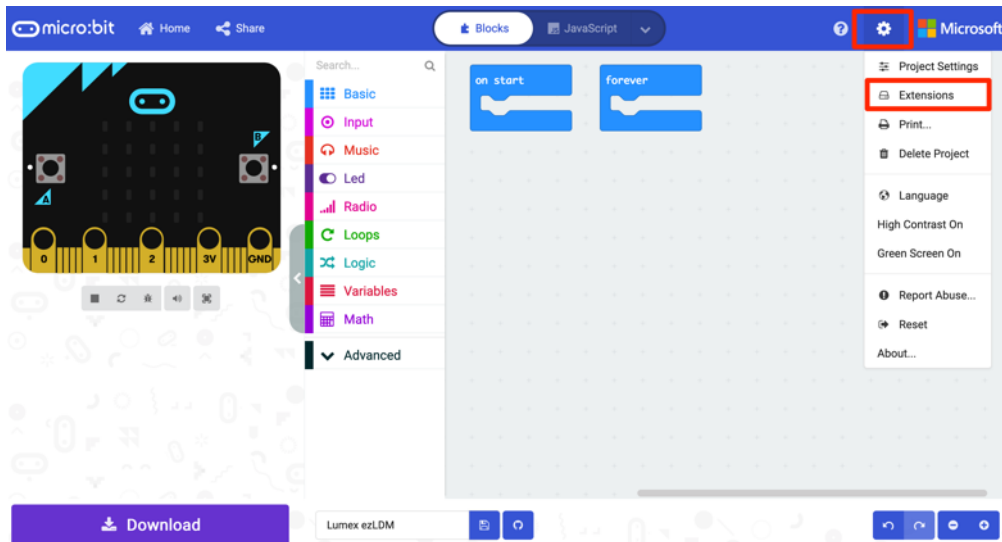 micro:bit
Home
Share
Blocks
JavaScript
Microsoft
Search...
Basic
Input
Music
Led
Radio
Loops
Logic
Variables
Math
Advanced
on start
forever
Project Settings
Extensions
Print...
Delete Project
Language
High Contrast On
Green Screen On
Report Abuse...
Reset
About...
B
A
0
1
2
3V
GND
Download
Lumex ezLDM